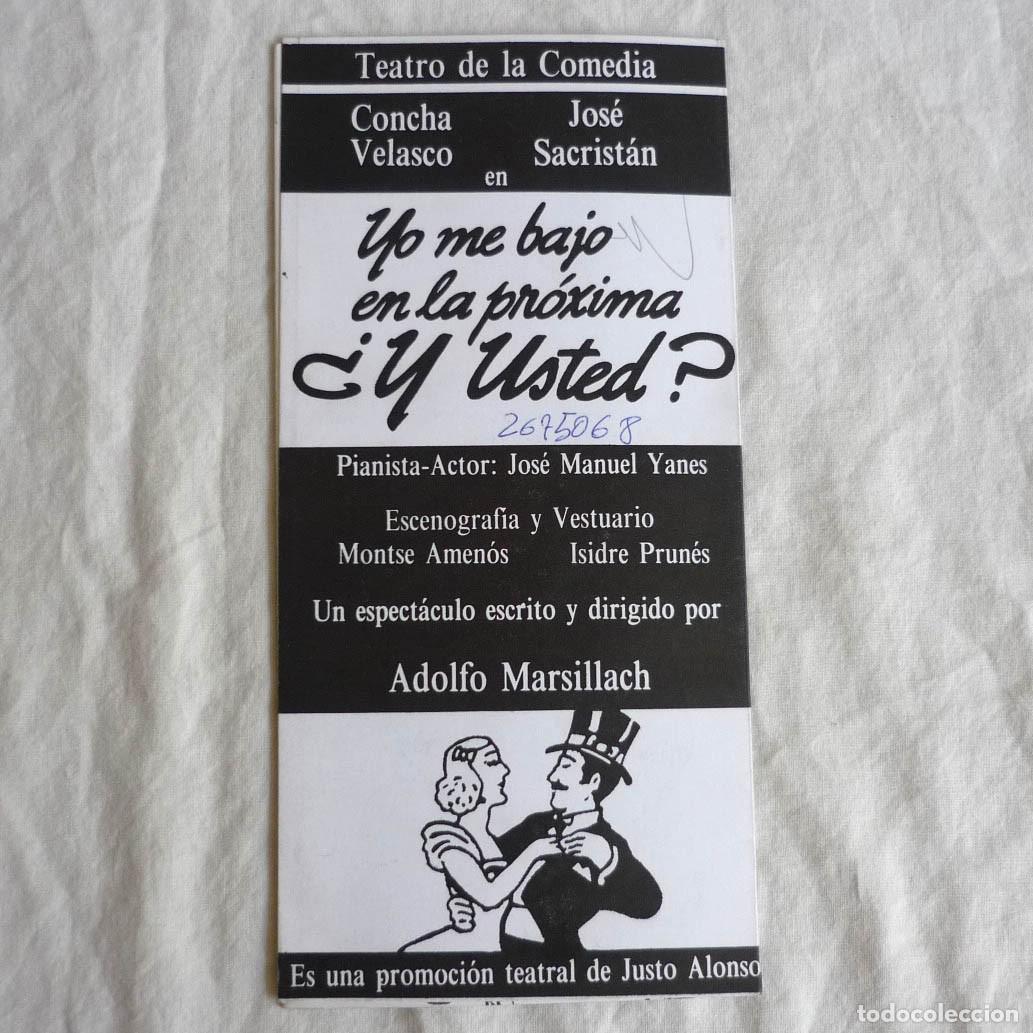 Teatro de la Comedia
Concha José
Velasco Sacristán
en
Yo me bajo
en la próxima
¿Y Usted?
2675068
Pianista-Actor: José Manuel Yanes
Escenografía y Vestuario
Montse Amenós Isidre Prunés
Un espectáculo escrito y dirigido por
Adolfo Marsillach
Es una promoción teatral de Justo Alonso
todocoleccion